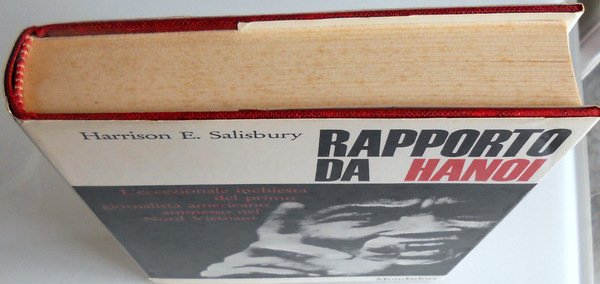 Harrison E. Salisbury
RAPPORTO
DA HANOI
L'eccezionale inchiesta
del primo
giornalista americano
ammesso nel
Nord Vietnam
Mondadori